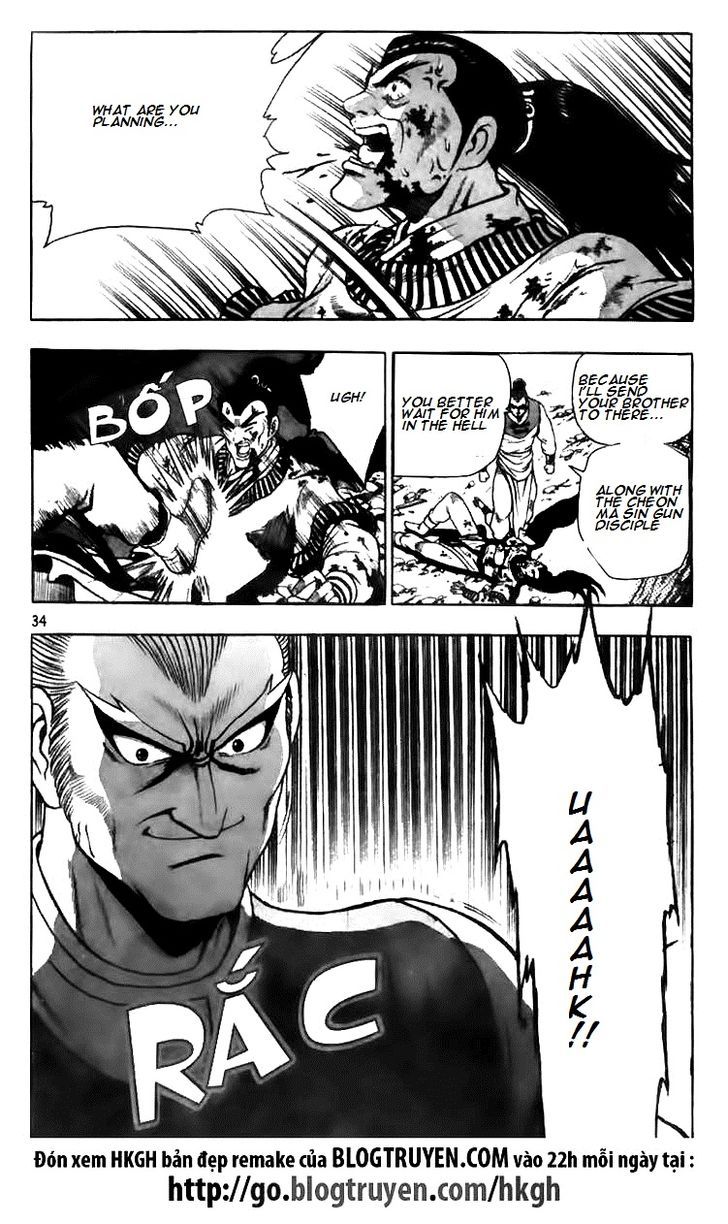 WHAT ARE YOU
PLANNING...
BỐP
UGH!
BECAUSE
I'LL SEND
YOUR BROTHER
TO THERE...
YOU BETTER
WAIT FOR HIM
IN THE HELL
ALONG WITH
THE CHEON
MA SIN GUN
DISCIPLE
34
UAAAAAHK!!
RẮC
Đón xem HKGH bản đẹp remake của BLOGTRUYEN.COM vào 22h mỗi ngày tại :
http://go.blogtruyen.com/hkgh